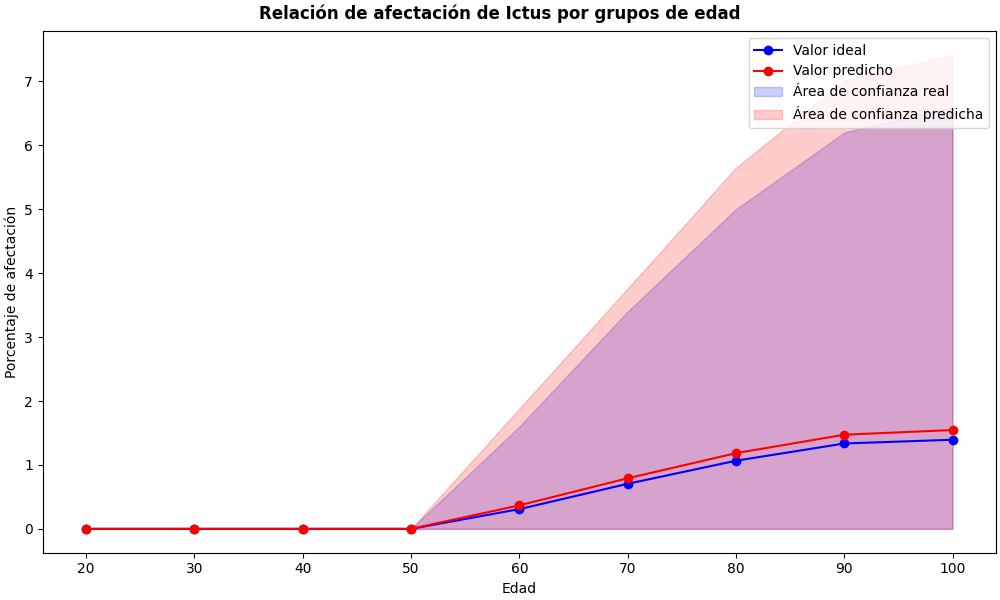 Relación de afectación de Ictus por grupos de edad
Valor ideal
Valor predicho
Área de confianza real
Área de confianza predicha
Porcentaje de afectación
7
6
5
4
3
2
1
0
20 30 40 50 60 70 80 90 100
Edad